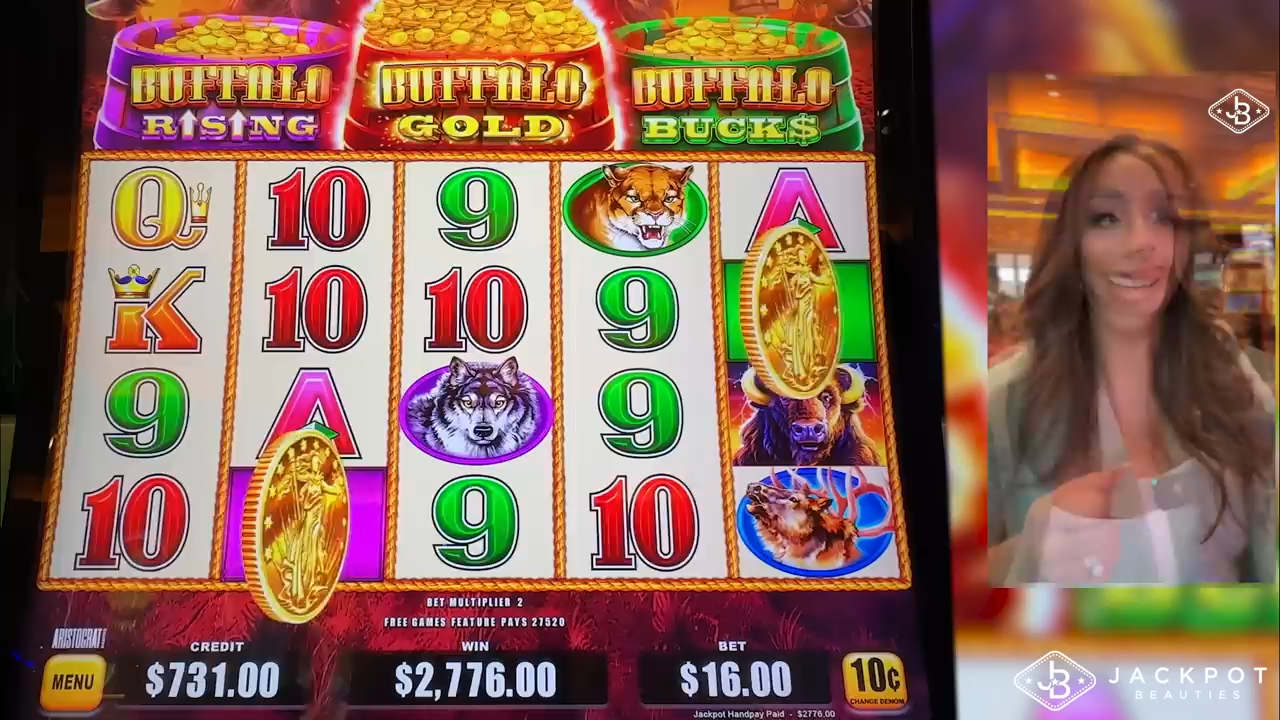 BUFFALO RISING
BUFFALO GOLD
BUFFALO BUCK$
Q 10 9 A
K 10 10 9
9 A 9
10 9 10
BET MULTIPLIER 2
FREE GAMES FEATURE PAYS 27520
ARISTOCRAT
CREDIT WIN BET
MENU $731.00 $2,776.00 $16.00 10¢
CHANGE DENOM
Jackpot Handpay Paid - $2776.00
JB
JB JACKPOT
BEAUTIES